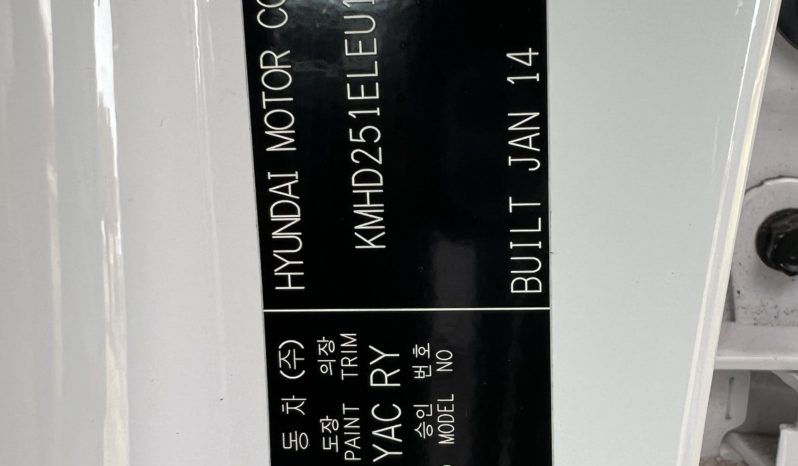 HYUNDAI MOTOR CO
KMHD251ELEU1
BUILT JAN 14
동 차 (주)
도장 의장
PAINT TRIM
YAC RY
승인 번호
MODEL NO